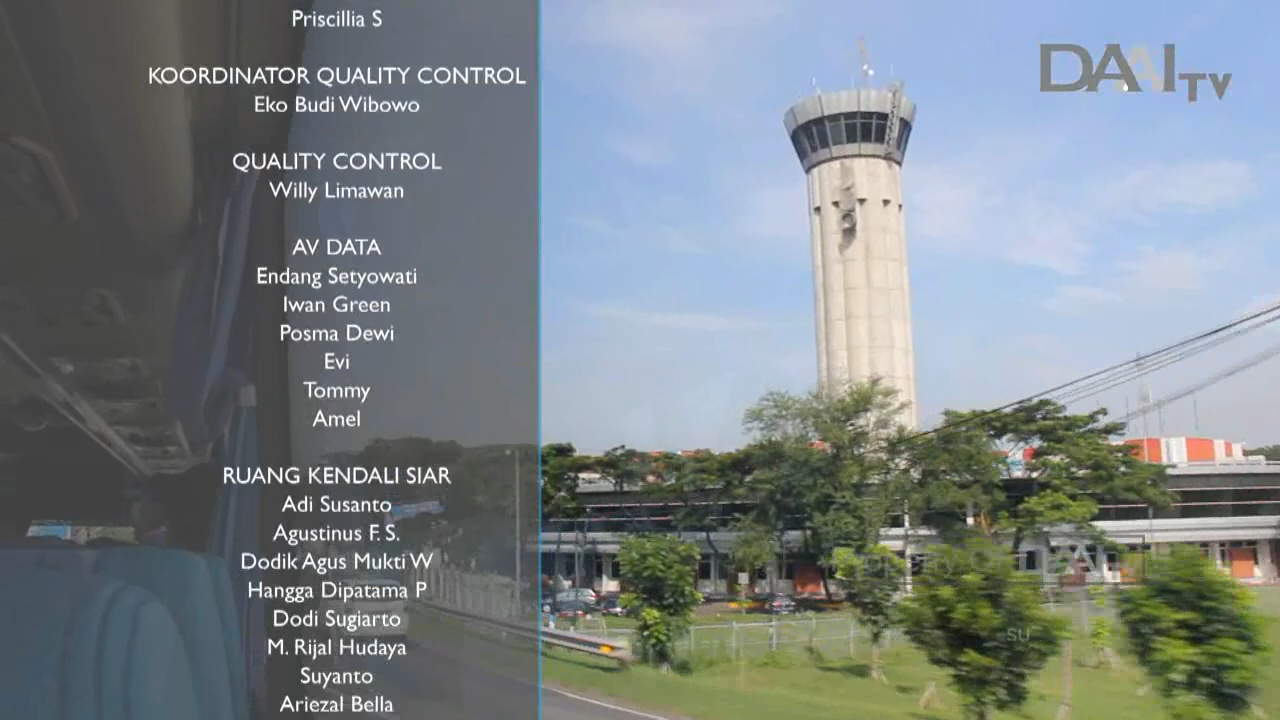 Priscillia S
KOORDINATOR QUALITY CONTROL
Eko Budi Wibowo
QUALITY CONTROL
Willy Limawan
AV DATA
Endang Setyowati
Iwan Green
Posma Dewi
Evi
Tommy
Amel
RUANG KENDALI SIAR
Adi Susanto
Agustinus F. S.
Dodik Agus Mukti W
Hangga Dipatama P
Dodi Sugiarto
M. Rijal Hudaya
Suyanto
Ariezal Bella
DAAI TV